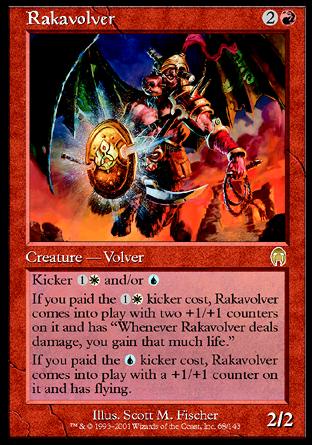 Rakavolver 2
Creature — Volver
Kicker 1 and/or
If you paid the 1 kicker cost, Rakavolver
comes into play with two +1/+1 counters
on it and has “Whenever Rakavolver deals
damage, you gain that much life.”
If you paid the kicker cost, Rakavolver
comes into play with a +1/+1 counter on
it and has flying.
Illus. Scott M. Fischer
2/2
™ & © 1993–2001 Wizards of the Coast, Inc. 68/143